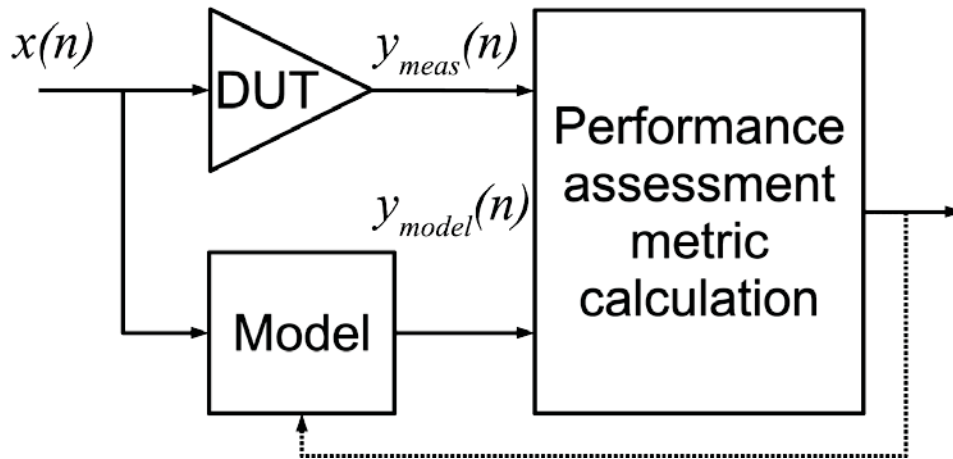 x(n)
DUT
y_meas(n)
Performance
assessment
metric
calculation
y_model(n)
Model